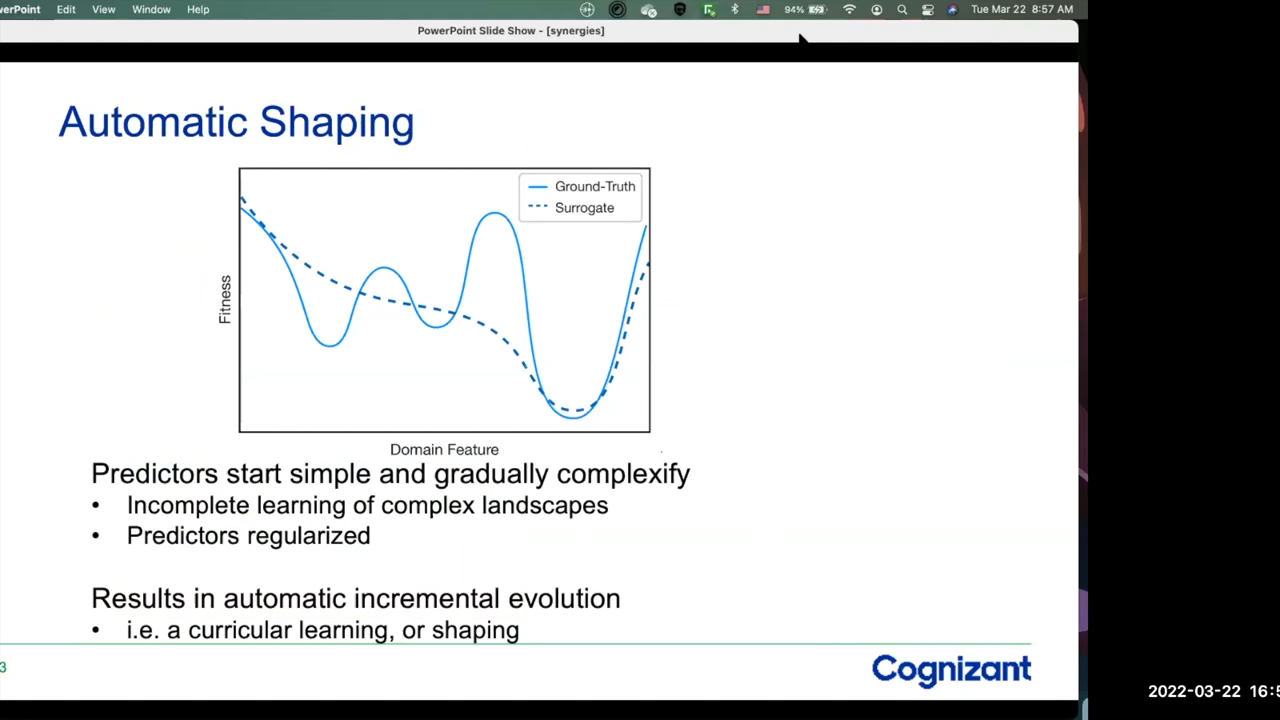 erPoint Edit View Window Help 94% Tue Mar 22 8:57 AM
PowerPoint Slide Show - [synergies]
Automatic Shaping
Ground-Truth
Surrogate
Fitness
Domain Feature
Predictors start simple and gradually complexify
• Incomplete learning of complex landscapes
• Predictors regularized
Results in automatic incremental evolution
• i.e. a curricular learning, or shaping
3
Cognizant
2022-03-22 16:5